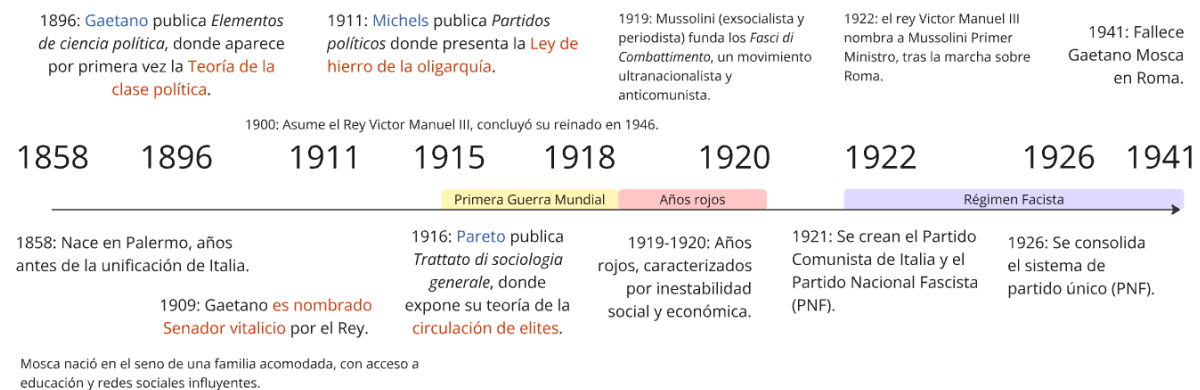 1896: Gaetano publica Elementos
de ciencia política, donde aparece
por primera vez la Teoría de la
clase política.
1911: Michels publica Partidos
políticos donde presenta la Ley de
hierro de la oligarquía.
1919: Mussolini (exsocialista y
periodista) funda los Fasci di
Combattimento, un movimiento
ultranacionalista y
anticomunista.
1922: el rey Victor Manuel III
nombra a Mussolini Primer
Ministro, tras la marcha sobre
Roma.
1941: Fallece
Gaetano Mosca
en Roma.
1900: Asume el Rey Victor Manuel III, concluyó su reinado en 1946.
1858 1896 1911 1915 1918 1920 1922 1926 1941
Primera Guerra Mundial Años rojos Régimen Facista
1858: Nace en Palermo, años
antes de la unificación de Italia.
1909: Gaetano es nombrado
Senador vitalicio por el Rey.
1916: Pareto publica
Trattato di sociologia
generale, donde
expone su teoría de la
circulación de elites.
1919-1920: Años
rojos, caracterizados
por inestabilidad
social y económica.
1921: Se crean el Partido
Comunista de Italia y el
Partido Nacional Fascista
(PNF).
1926: Se consolida
el sistema de
partido único (PNF).
Mosca nació en el seno de una familia acomodada, con acceso a
educación y redes sociales influyentes.